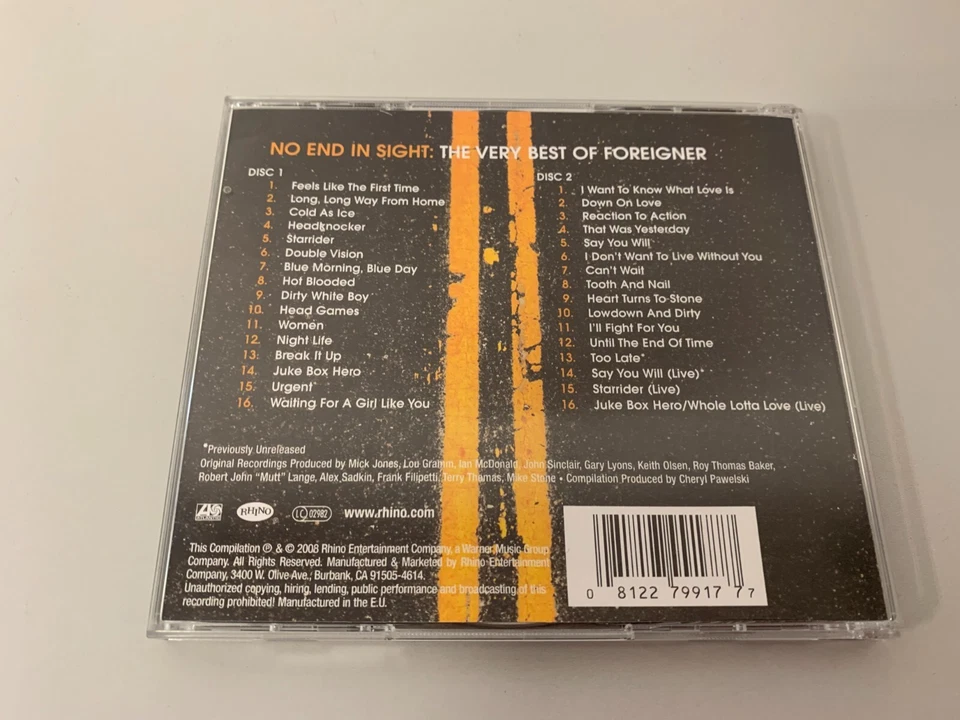 NO END IN SIGHT: THE VERY BEST OF FOREIGNER
DISC 1
1. Feels Like The First Time
2. Long, Long Way From Home
3. Cold As Ice
4. Headknocker
5. Starrider
6. Double Vision
7. Blue Morning, Blue Day
8. Hot Blooded
9. Dirty White Boy
10. Head Games
11. Women
12. Night Life
13. Break It Up
14. Juke Box Hero
15. Urgent
16. Waiting For A Girl Like You
DISC 2
1. I Want To Know What Love Is
2. Down On Love
3. Reaction To Action
4. That Was Yesterday
5. Say You Will
6. I Don't Want To Live Without You
7. Can't Wait
8. Tooth And Nail
9. Heart Turns To Stone
10. Lowdown And Dirty
11. I'll Fight For You
12. Until The End Of Time
13. Too Late*
14. Say You Will (Live)*
15. Starrider (Live)
16. Juke Box Hero/Whole Lotta Love (Live)
*Previously Unreleased
Original Recordings Produced by Mick Jones, Lou Gramm, Ian McDonald, John Sinclair, Gary Lyons, Keith Olsen, Roy Thomas Baker,
Robert John "Mutt" Lange, Alex Sadkin, Frank Filipetti, Terry Thomas, Mike Stone • Compilation Produced by Cheryl Pawelski
ATLANTIC
RHINO
LC 02982
www.rhino.com
This Compilation ℗ & © 2008 Rhino Entertainment Company, a Warner Music Group
Company. All Rights Reserved. Manufactured & Marketed by Rhino Entertainment
Company, 3400 W. Olive Ave., Burbank, CA 91505-4614.
Unauthorized copying, hiring, lending, public performance and broadcasting of this
recording prohibited! Manufactured in the E.U.
0 81227 99177 7